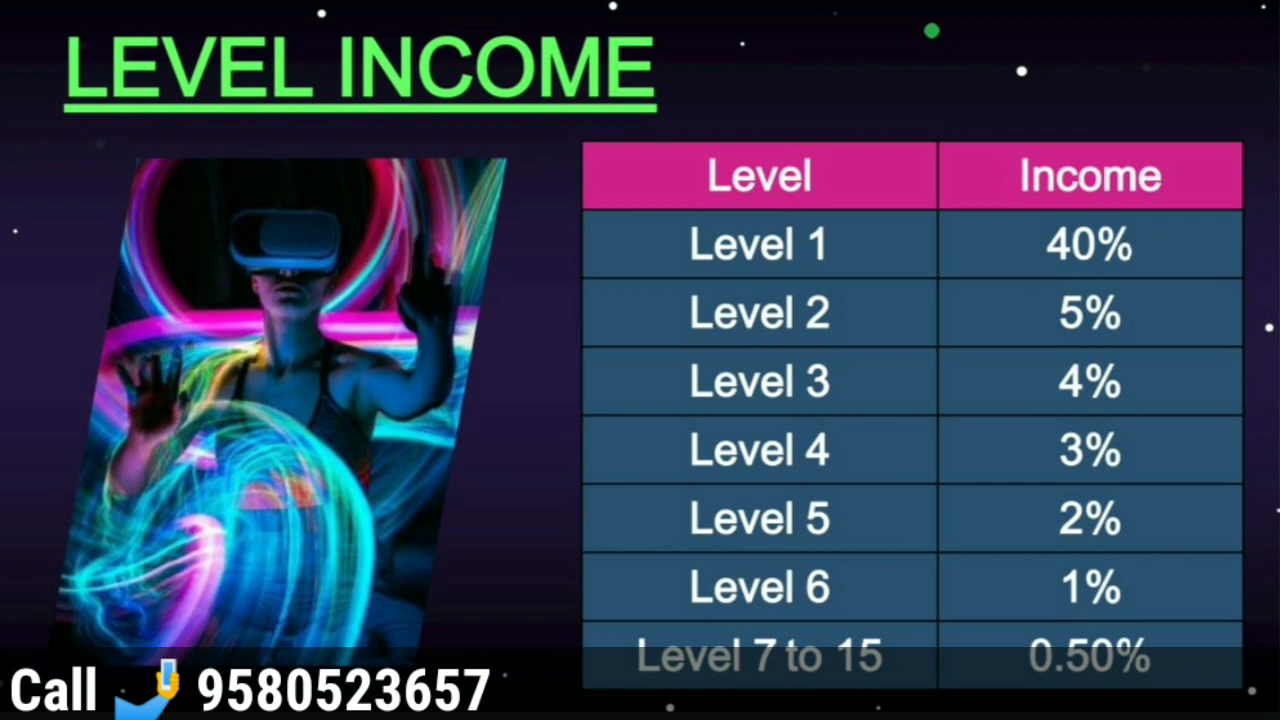 LEVEL INCOME
Level Income
Level 1 40%
Level 2 5%
Level 3 4%
Level 4 3%
Level 5 2%
Level 6 1%
Level 7 to 15 0.50%
Call 9580523657